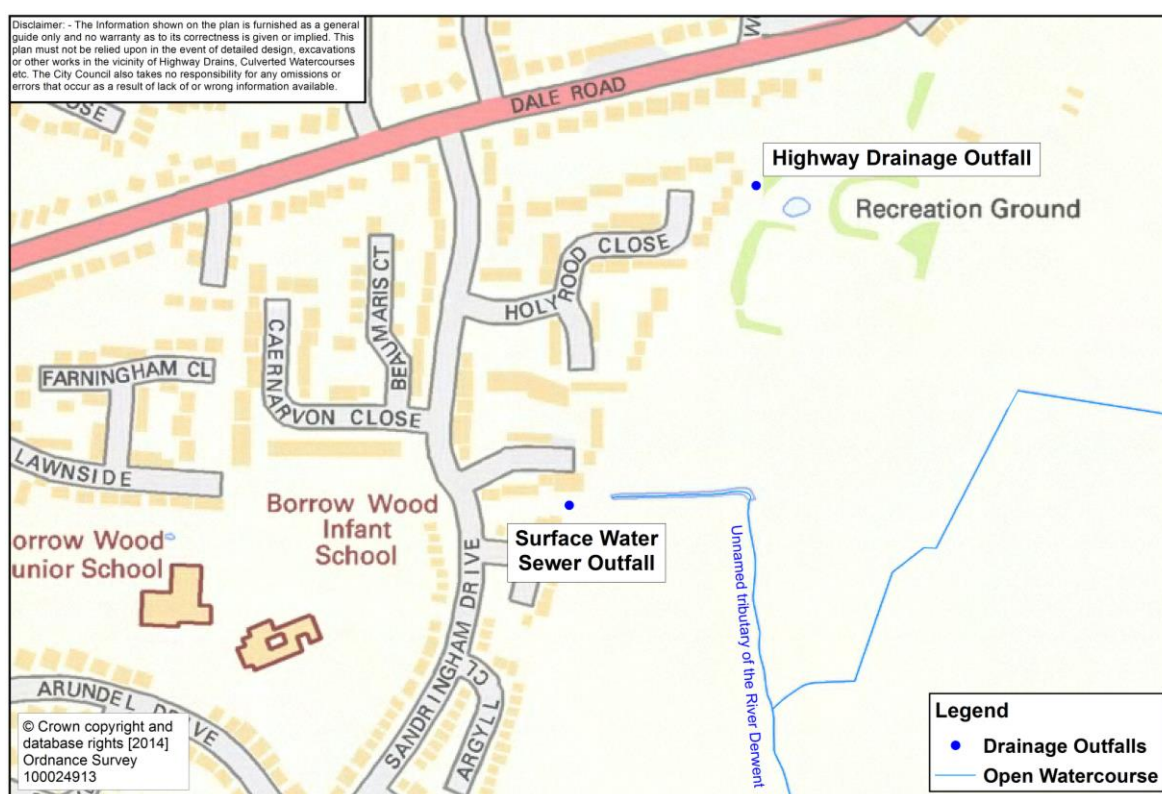 Disclaimer: - The Information shown on the plan is furnished as a general
guide only and no warranty as to its correctness is given or implied. This
plan must not be relied upon in the event of detailed design, excavations
or other works in the vicinity of Highway Drains, Culverted Watercourses
etc. The City Council also takes no responsibility for any omissions or
errors that occur as a result of lack of or wrong information available.
OSE
DALE ROAD
Highway Drainage Outfall
Recreation Ground
HOLYROOD CLOSE
BEAUMARIS CT
CAERNARVON CLOSE
FARNINGHAM CL
LAWNSIDE
Borrow Wood
Infant
School
orrow Wood
unior School
Surface Water
Sewer Outfall
SANDRINGHAM DRIVE
Unnamed tributary of the River Derwent
ARGYLL CL
ARUNDEL DRIVE
© Crown copyright and
database rights [2014]
Ordnance Survey
100024913
Legend
Drainage Outfalls
Open Watercourse